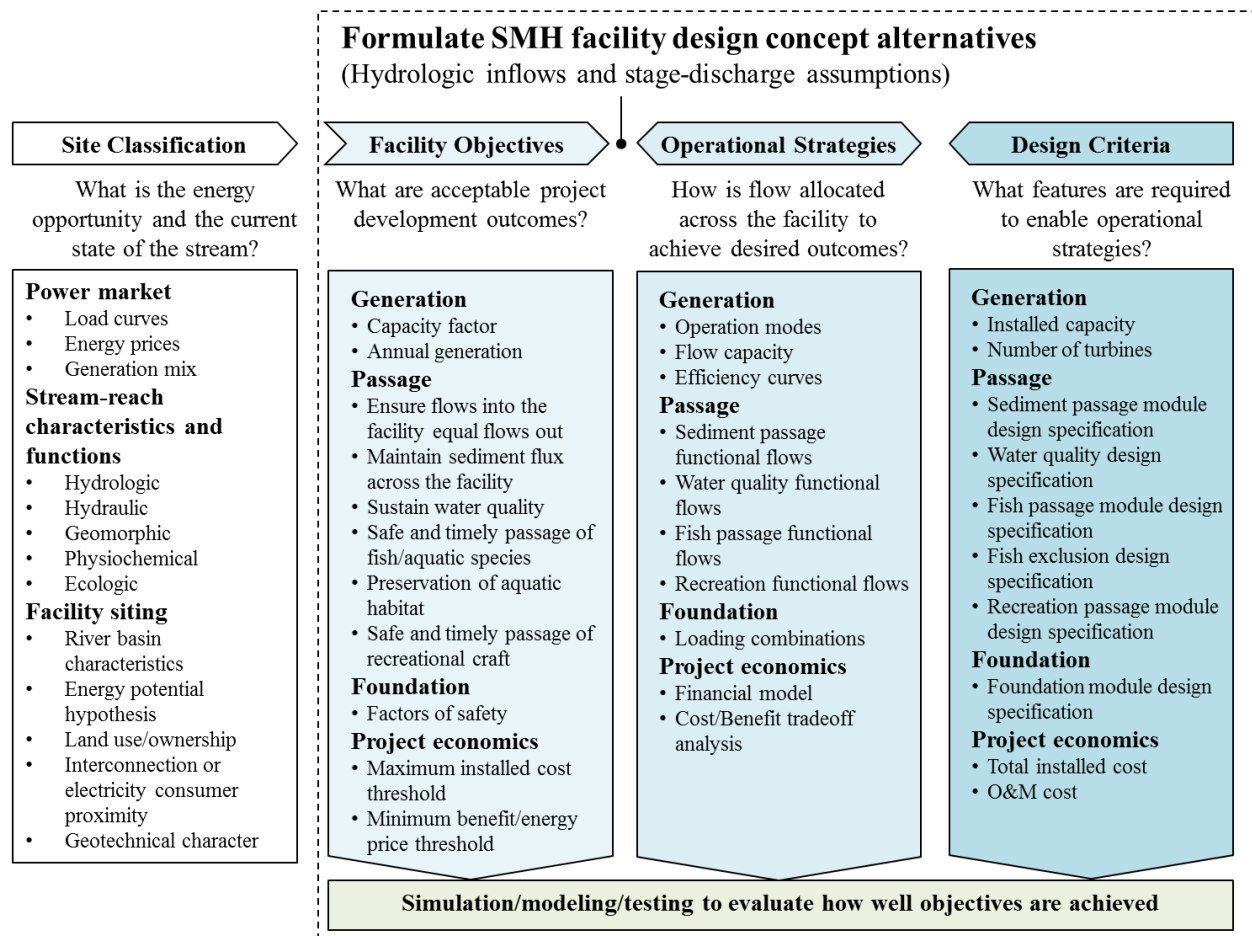 Formulate SMH facility design concept alternatives
(Hydrologic inflows and stage-discharge assumptions)
Site Classification
What is the energy
opportunity and the current
state of the stream?
Power market
• Load curves
• Energy prices
• Generation mix
Stream-reach
characteristics and
functions
• Hydrologic
• Hydraulic
• Geomorphic
• Physiochemical
• Ecologic
Facility siting
• River basin
characteristics
• Energy potential
hypothesis
• Land use/ownership
• Interconnection or
electricity consumer
proximity
• Geotechnical character
Facility Objectives
What are acceptable project
development outcomes?
Generation
• Capacity factor
• Annual generation
Passage
• Ensure flows into the
facility equal flows out
• Maintain sediment flux
across the facility
• Sustain water quality
• Safe and timely passage of
fish/aquatic species
• Preservation of aquatic
habitat
• Safe and timely passage of
recreational craft
Foundation
• Factors of safety
Project economics
• Maximum installed cost
threshold
• Minimum benefit/energy
price threshold
Operational Strategies
How is flow allocated
across the facility to
achieve desired outcomes?
Generation
• Operation modes
• Flow capacity
• Efficiency curves
Passage
• Sediment passage
functional flows
• Water quality functional
flows
• Fish passage functional
flows
• Recreation functional flows
Foundation
• Loading combinations
Project economics
• Financial model
• Cost/Benefit tradeoff
analysis
Design Criteria
What features are required
to enable operational
strategies?
Generation
• Installed capacity
• Number of turbines
Passage
• Sediment passage module
design specification
• Water quality design
specification
• Fish passage module design
specification
• Fish exclusion design
specification
• Recreation passage module
design specification
Foundation
• Foundation module design
specification
Project economics
• Total installed cost
• O&M cost
Simulation/modeling/testing to evaluate how well objectives are achieved